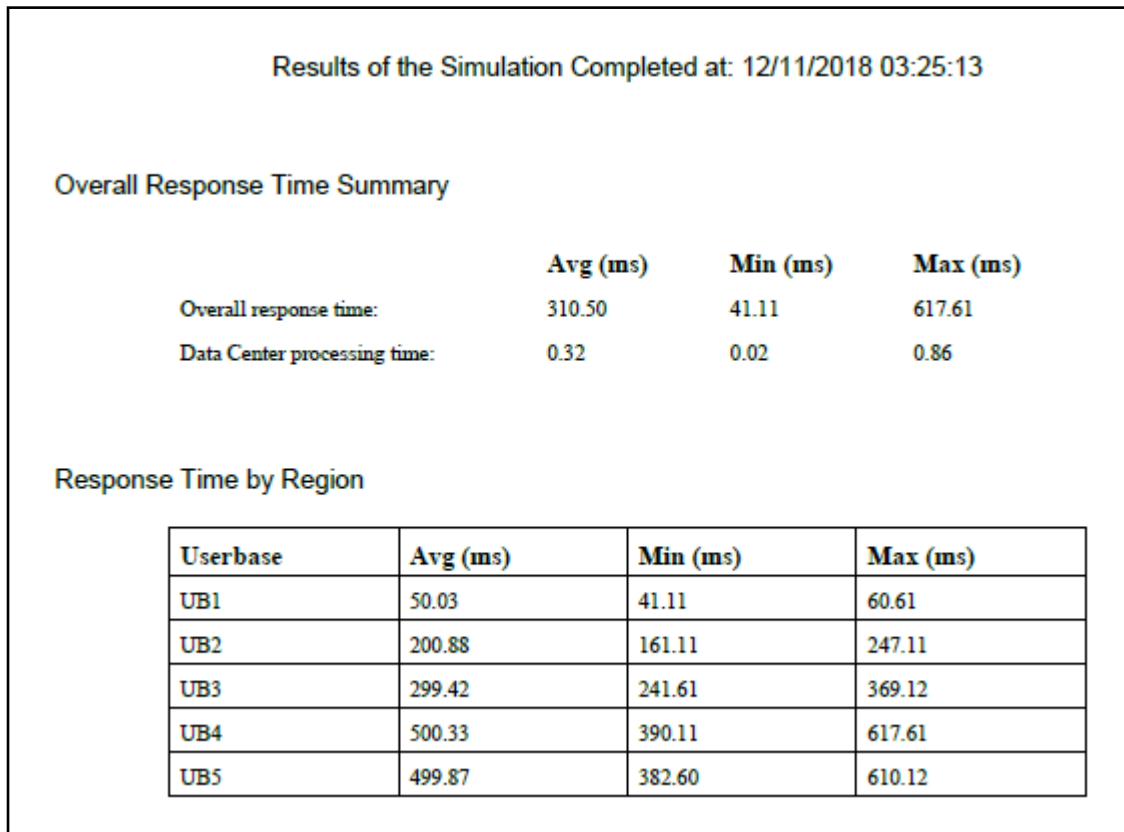 Results of the Simulation Completed at: 12/11/2018 03:25:13
Overall Response Time Summary
Avg (ms) Min (ms) Max (ms)
Overall response time: 310.50 41.11 617.61
Data Center processing time: 0.32 0.02 0.86
Response Time by Region
Userbase Avg (ms) Min (ms) Max (ms)
UB1 50.03 41.11 60.61
UB2 200.88 161.11 247.11
UB3 299.42 241.61 369.12
UB4 500.33 390.11 617.61
UB5 499.87 382.60 610.12